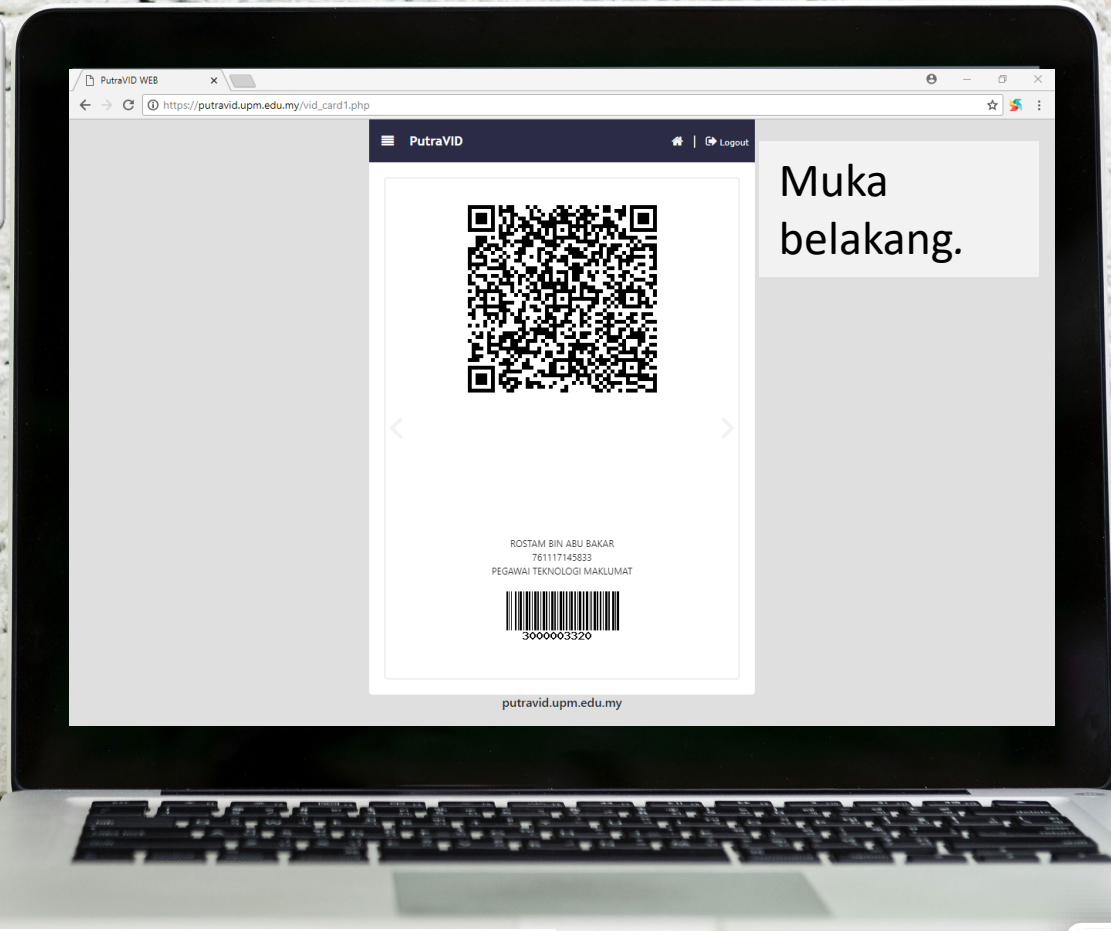 PutraVID WEB
https://putravid.upm.edu.my/vid_card1.php
PutraVID
| Logout
Muka
belakang.
ROSTAM BIN ABU BAKAR
761117145833
PEGAWAI TEKNOLOGI MAKLUMAT
3000003320
putravid.upm.edu.my